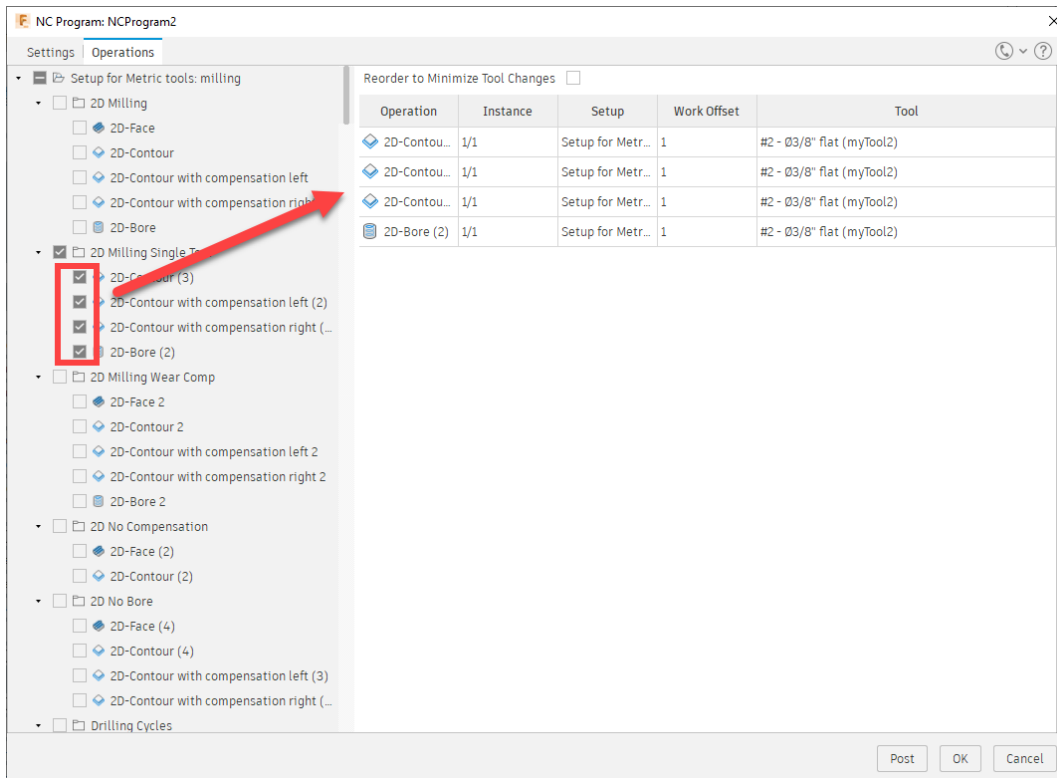 NC Program: NCProgram2
Settings Operations
Setup for Metric tools: milling
2D Milling
2D-Face
2D-Contour
2D-Contour with compensation left
2D-Contour with compensation righ
2D-Bore
2D Milling Single T
2D-Contour (3)
2D-Contour with compensation left (2)
2D-Contour with compensation right (...
2D-Bore (2)
2D Milling Wear Comp
2D-Face 2
2D-Contour 2
2D-Contour with compensation left 2
2D-Contour with compensation right 2
2D-Bore 2
2D No Compensation
2D-Face (2)
2D-Contour (2)
2D No Bore
2D-Face (4)
2D-Contour (4)
2D-Contour with compensation left (3)
2D-Contour with compensation right (...
Drilling Cycles
Reorder to Minimize Tool Changes
Operation Instance Setup Work Offset Tool
2D-Contou... 1/1 Setup for Metr... 1 #2 - Ø3/8" flat (myTool2)
2D-Contou... 1/1 Setup for Metr... 1 #2 - Ø3/8" flat (myTool2)
2D-Contou... 1/1 Setup for Metr... 1 #2 - Ø3/8" flat (myTool2)
2D-Bore (2) 1/1 Setup for Metr... 1 #2 - Ø3/8" flat (myTool2)
Post OK Cancel